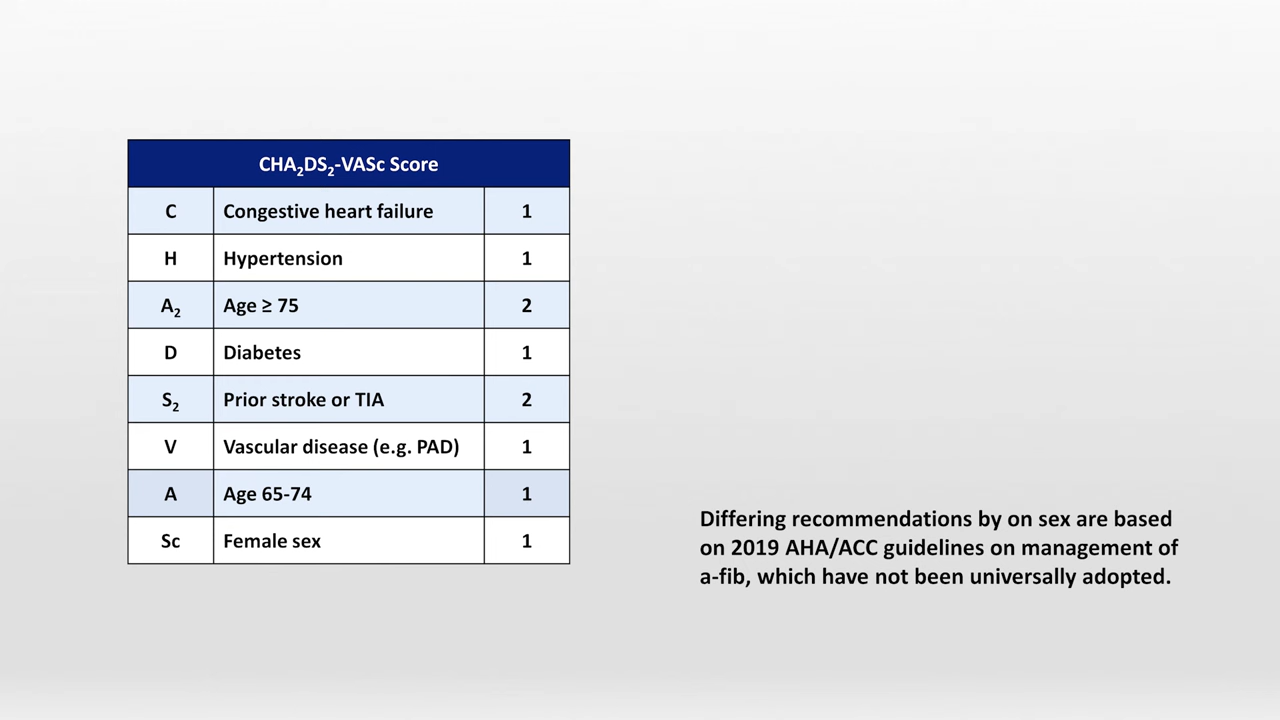 CHA₂DS₂-VASc Score
C Congestive heart failure 1
H Hypertension 1
A₂ Age ≥ 75 2
D Diabetes 1
S₂ Prior stroke or TIA 2
V Vascular disease (e.g. PAD) 1
A Age 65-74 1
Sc Female sex 1
Differing recommendations by on sex are based
on 2019 AHA/ACC guidelines on management of
a-fib, which have not been universally adopted.